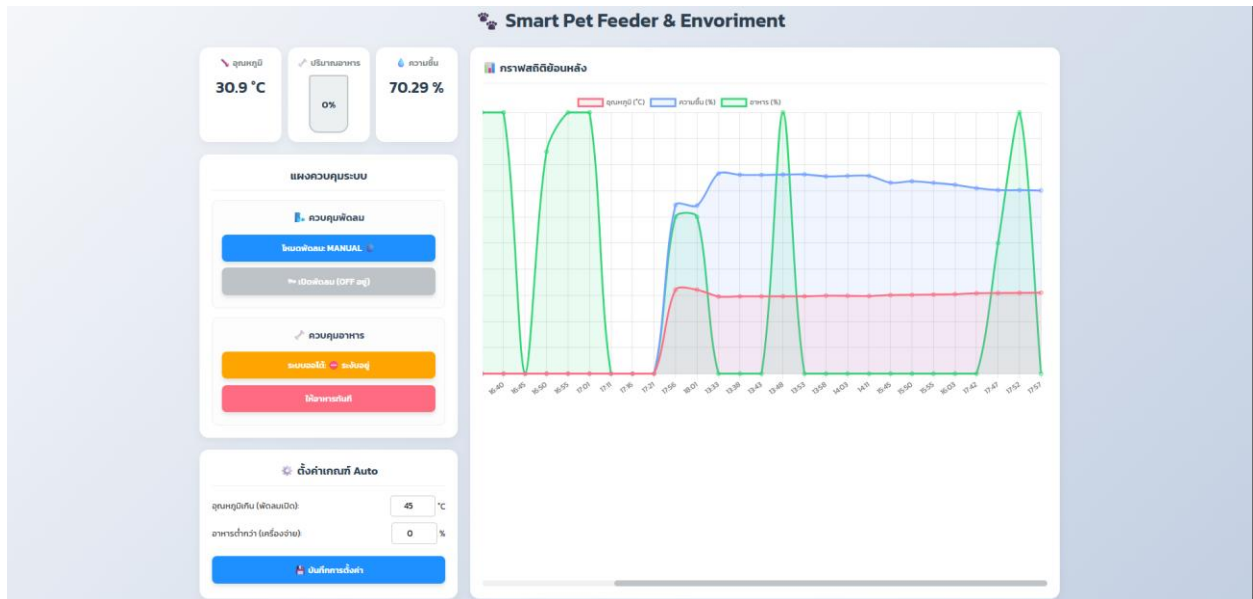 Smart Pet Feeder & Envoriment
อุณหภูมิ
30.9 °C
ปริมาณอาหาร
0%
ความชื้น
70.29 %
แผงควบคุมระบบ
ควบคุมพัดลม
โหมดพัดลม: MANUAL
เปิดพัดลม (OFF อยู่)
ควบคุมอาหาร
ระบบออโต้: ระงับอยู่
ให้อาหารทันที
ตั้งค่าเกณฑ์ Auto
อุณหภูมิเกิน (พัดลมเปิด): 45 °C
อาหารต่ำกว่า (เครื่องจ่าย): 0 %
บันทึกการตั้งค่า
กราฟสถิติย้อนหลัง
อุณหภูมิ (°C) ความชื้น (%) อาหาร (%)
16:40 16:45 16:50 16:55 17:01 17:11 17:16 17:21 17:56 18:01 13:33 13:38 13:43 13:48 13:53 13:58 14:03 14:11 15:45 15:50 15:55 16:03 17:42 17:47 17:52 17:57